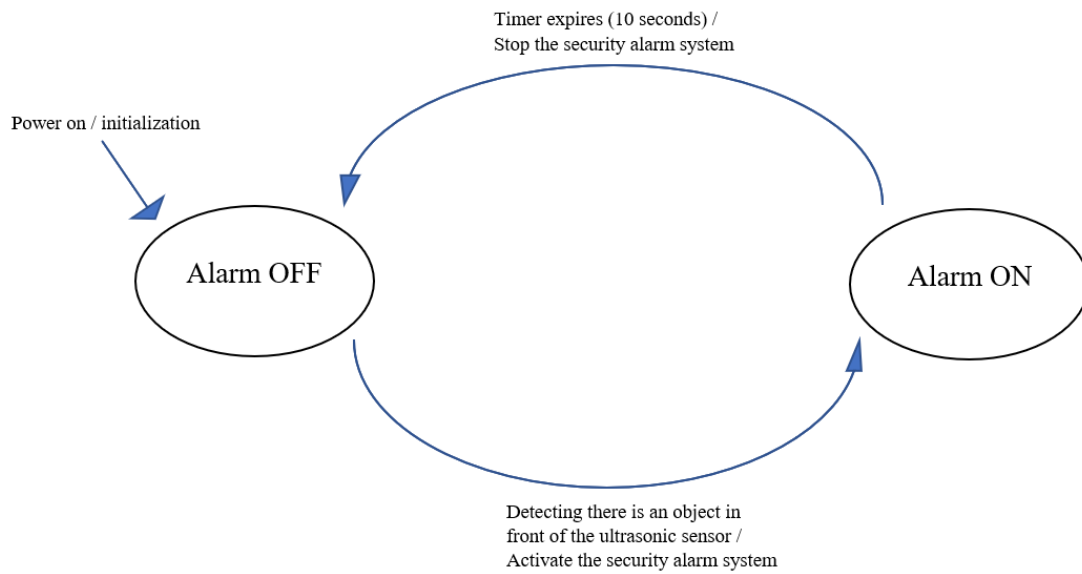 Timer expires (10 seconds) /
Stop the security alarm system
Power on / initialization
Alarm OFF
Alarm ON
Detecting there is an object in
front of the ultrasonic sensor /
Activate the security alarm system